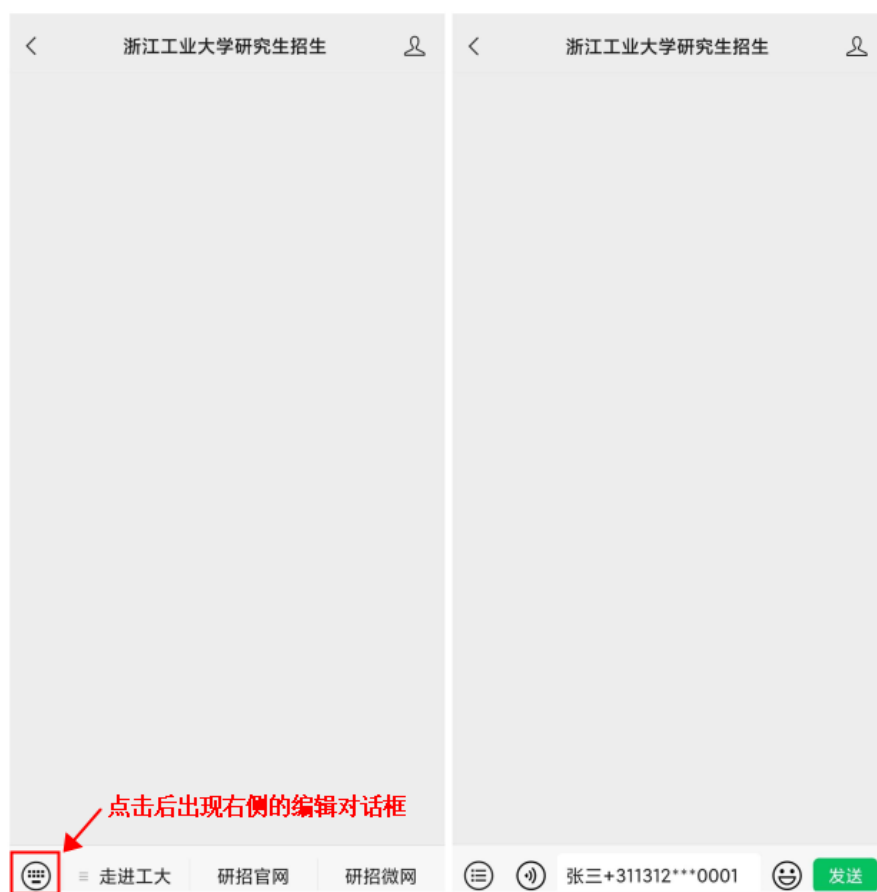 浙江工业大学研究生招生
浙江工业大学研究生招生
点击后出现右侧的编辑对话框
走进工大
研招官网
研招微网
张三+311312***0001
发送